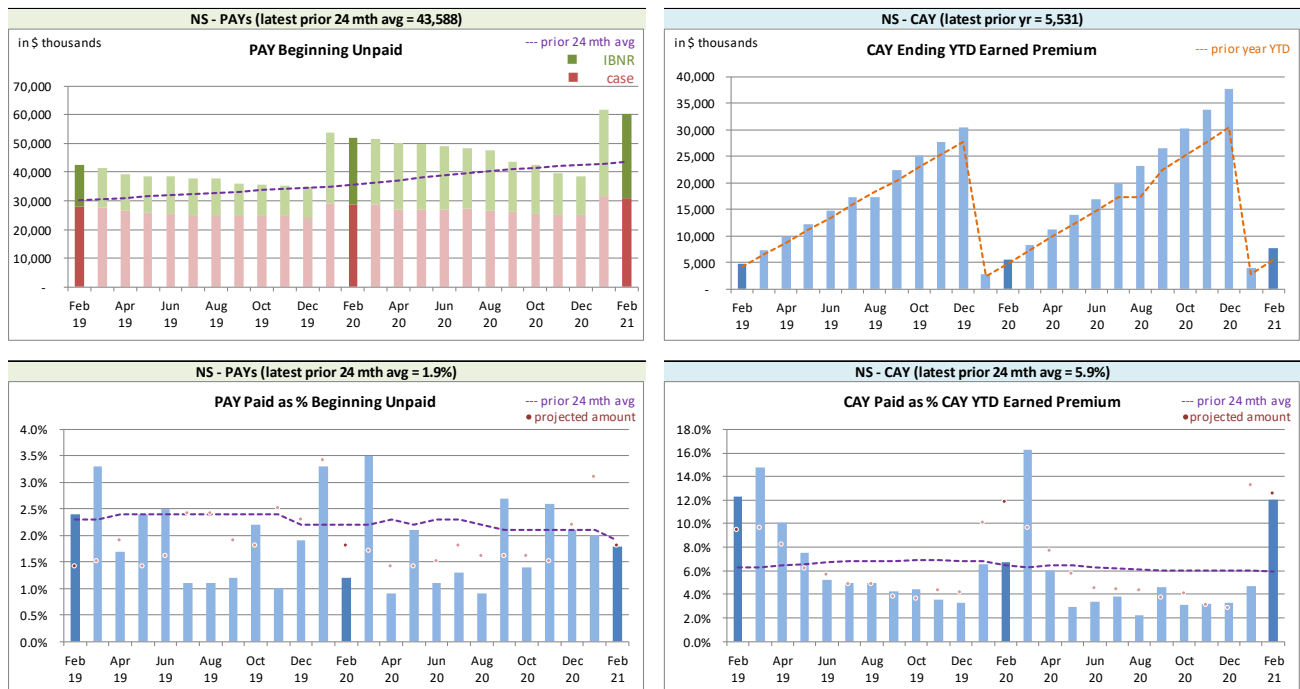 NS - PAYs (latest prior 24 mth avg = 43,588)
in $ thousands
PAY Beginning Unpaid
--- prior 24 mth avg
IBNR
case
70,000
60,000
50,000
40,000
30,000
20,000
10,000
-
Feb Apr Jun Aug Oct Dec Feb Apr Jun Aug Oct Dec Feb
19 19 19 19 19 19 20 20 20 20 20 20 21
NS - CAY (latest prior yr = 5,531)
in $ thousands
CAY Ending YTD Earned Premium
--- prior year YTD
40,000
35,000
30,000
25,000
20,000
15,000
10,000
5,000
-
Feb Apr Jun Aug Oct Dec Feb Apr Jun Aug Oct Dec Feb
19 19 19 19 19 19 20 20 20 20 20 20 21
NS - PAYs (latest prior 24 mth avg = 1.9%)
PAY Paid as % Beginning Unpaid
--- prior 24 mth avg
projected amount
4.0%
3.5%
3.0%
2.5%
2.0%
1.5%
1.0%
0.5%
0.0%
Feb Apr Jun Aug Oct Dec Feb Apr Jun Aug Oct Dec Feb
19 19 19 19 19 19 20 20 20 20 20 20 21
NS - CAY (latest prior 24 mth avg = 5.9%)
CAY Paid as % CAY YTD Earned Premium
--- prior 24 mth avg
projected amount
18.0%
16.0%
14.0%
12.0%
10.0%
8.0%
6.0%
4.0%
2.0%
0.0%
Feb Apr Jun Aug Oct Dec Feb Apr Jun Aug Oct Dec Feb
19 19 19 19 19 19 20 20 20 20 20 20 21